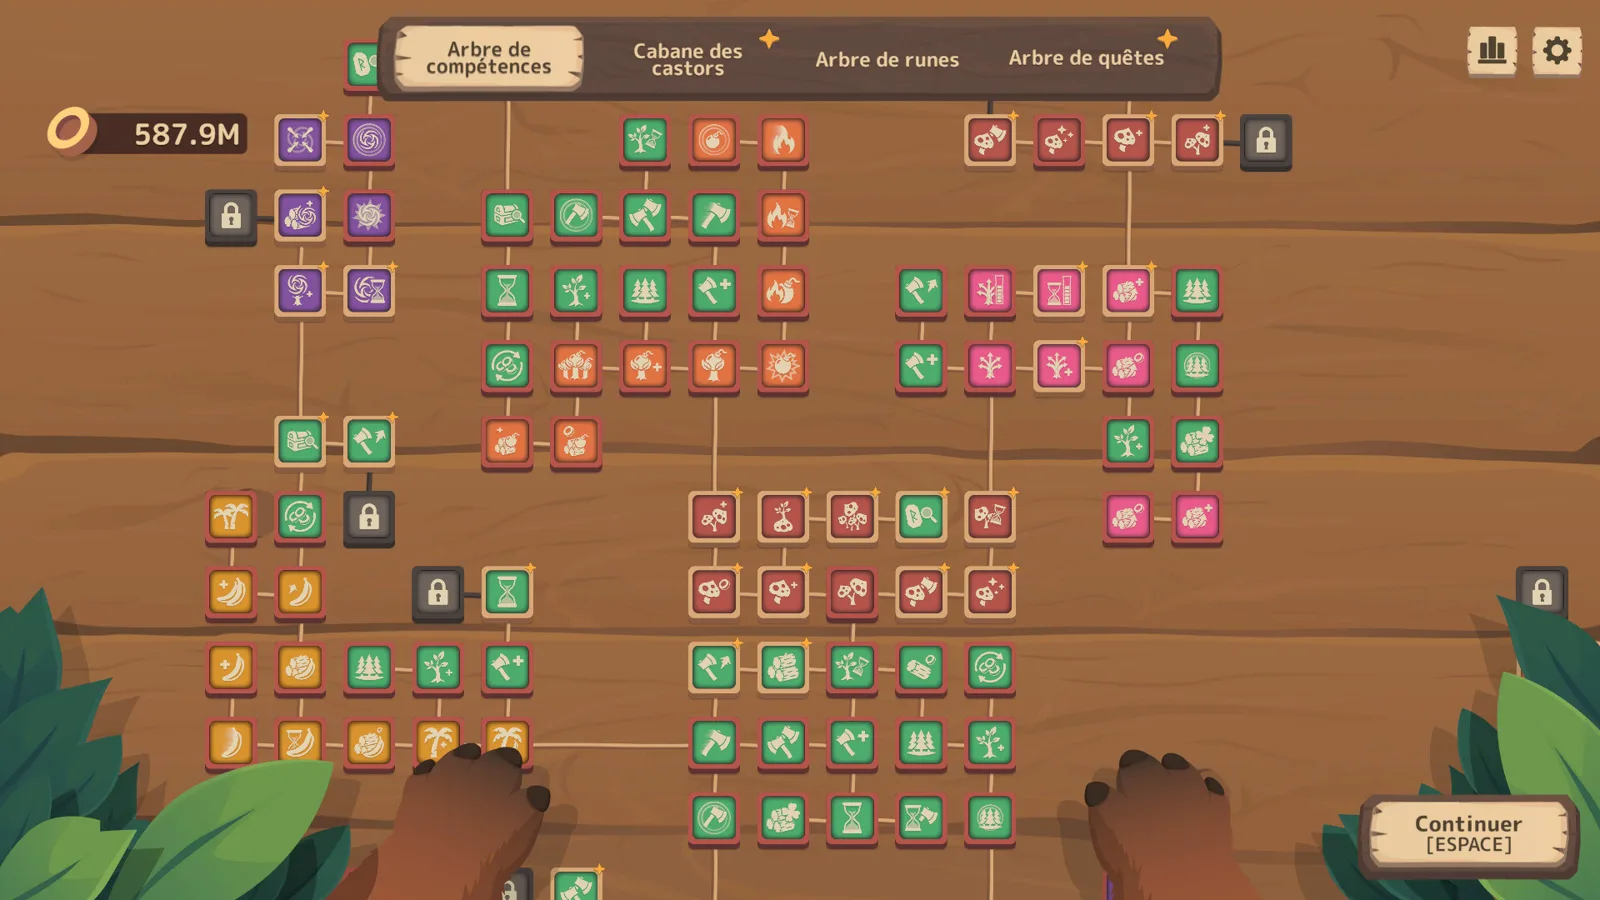 Arbre de
compétences
Cabane des
castors
Arbre de runes
Arbre de quêtes
587.9M
Continuer
[ESPACE]